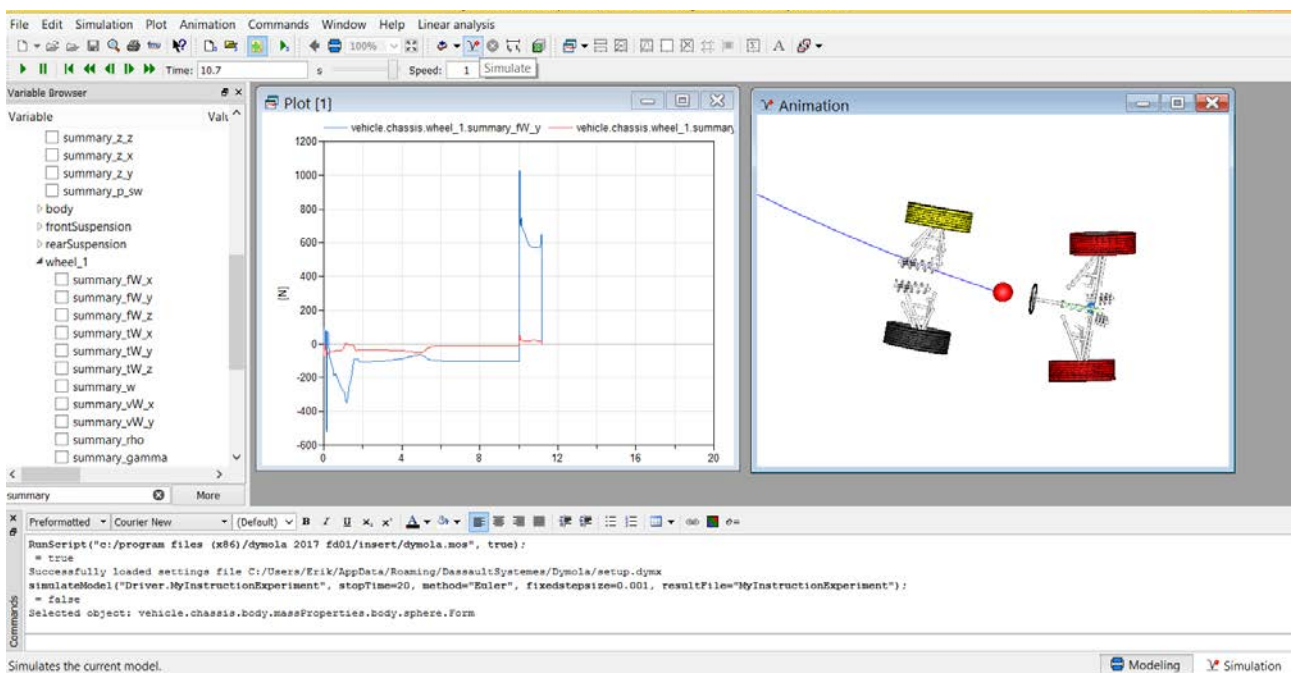 File Edit Simulation Plot Animation Commands Window Help Linear analysis
100%
A
Time: 10.7 s Speed: 1 Simulate
Variable Browser
Variable Valu
summary_z_z
summary_z_x
summary_z_y
summary_p_sw
body
frontSuspension
rearSuspension
wheel_1
summary_fW_x
summary_fW_y
summary_fW_z
summary_tW_x
summary_tW_y
summary_tW_z
summary_w
summary_vW_x
summary_vW_y
summary_rho
summary_gamma
summary More
Plot [1]
vehicle.chassis.wheel_1.summary_fW_y vehicle.chassis.wheel_1.summary
1200
1000
800
600
400
200
0
-200
-400
-600
[N]
0 4 8 12 16 20
Animation
Preformatted Courier New (Default) B I U x, x' A
RunScript("c:/program files (x86)/dymola 2017 fd01/insert/dymola.mos", true);
= true
Successfully loaded settings file C:/Users/Erik/AppData/Roaming/DassaultSystemes/Dymola/setup.dymx
simulateModel("Driver.MyInstructionExperiment", stopTime=20, method="Euler", fixedstepsize=0.001, resultFile="MyInstructionExperiment");
= false
Selected object: vehicle.chassis.body.massProperties.body.sphere.Form
Commands
Simulates the current model.
Modeling Simulation